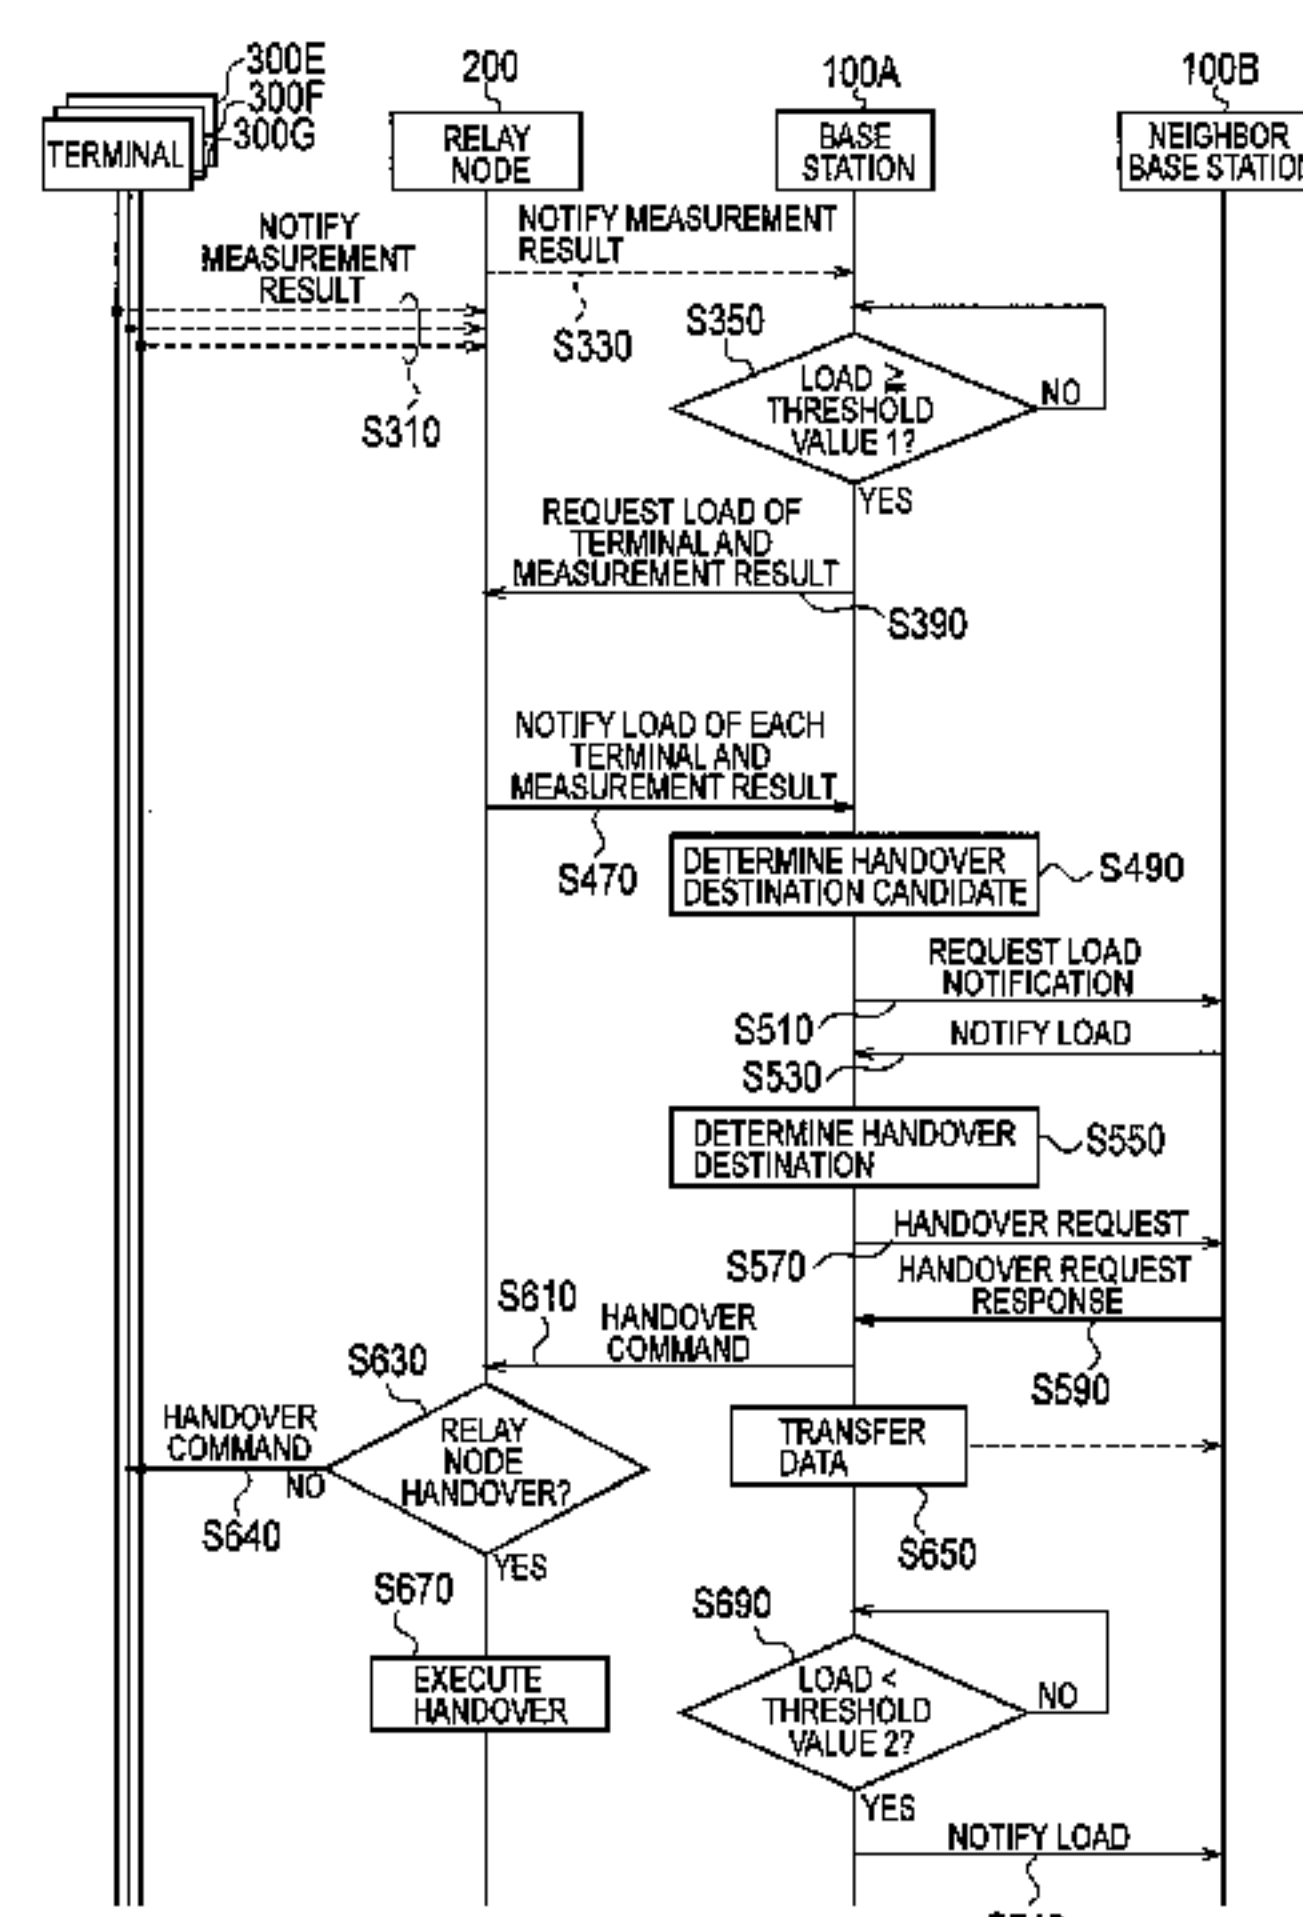 300E
300F
300G
200
100A
100B
TERMINAL
RELAY
NODE
BASE
STATION
NEIGHBOR
BASE
NOTIFY
MEASUREMENT
RESULT
S310
NOTIFY MEASUREMENT
RESULT
S330
S350
LOAD ≧
THRESHOLD
VALUE 1?
NO
YES
REQUEST LOAD OF
TERMINAL AND
MEASUREMENT RESULT
S390
NOTIFY LOAD OF EACH
TERMINAL AND
MEASUREMENT RESULT
S470
DETERMINE HANDOVER
DESTINATION CANDIDATE
S490
REQUEST LOAD
NOTIFICATION
S510
NOTIFY LOAD
S530
DETERMINE HANDOVER
DESTINATION
S550
HANDOVER REQUEST
S570
HANDOVER REQUEST
RESPONSE
S590
S610
HANDOVER
COMMAND
S630
RELAY
NODE
HANDOVER?
HANDOVER
COMMAND
NO
S640
YES
TRANSFER
DATA
S650
S670
EXECUTE
HANDOVER
S690
LOAD <
THRESHOLD
VALUE 2?
NO
YES
NOTIFY LOAD